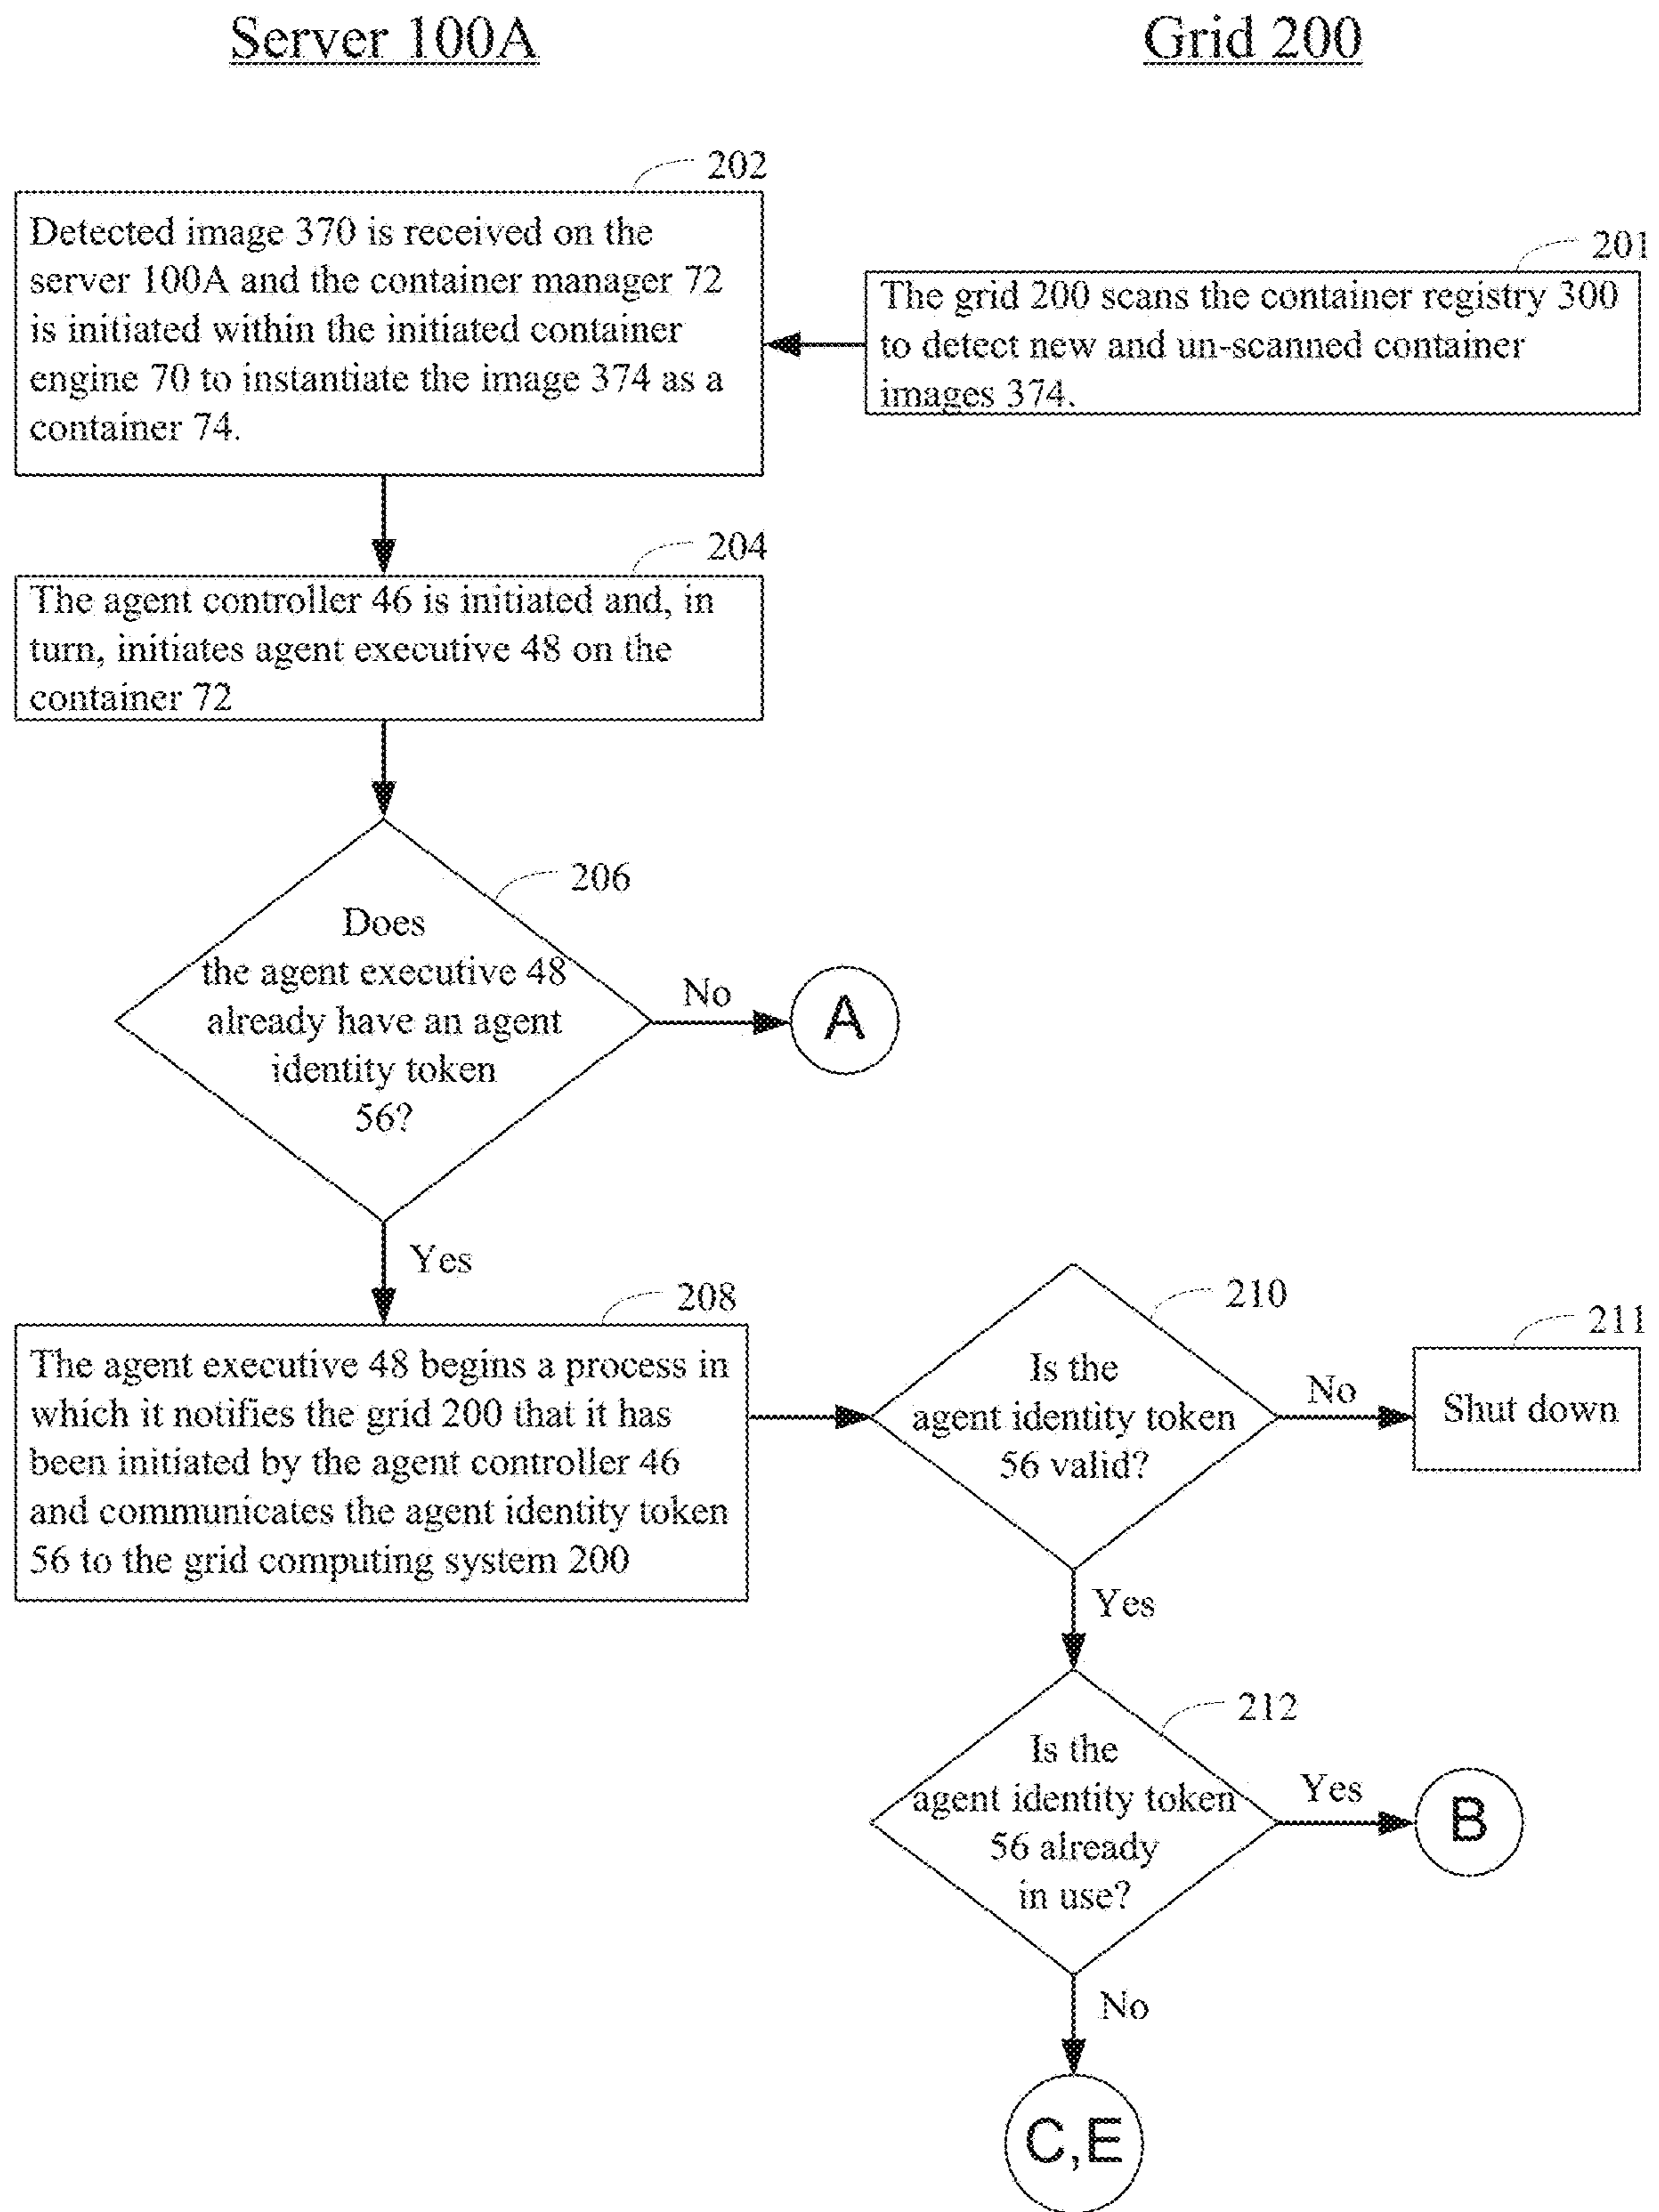 Server 100A
Grid 200
202
Detected image 370 is received on the
server 100A and the container manager 72
is initiated within the initiated container
engine 70 to instantiate the image 374 as a
container 74.
201
The grid 200 scans the container registry 300
to detect new and un-scanned container
images 374.
204
The agent controller 46 is initiated and, in
turn, initiates agent executive 48 on the
container 72
206
Does
the agent executive 48
already have an agent
identity token
56?
No
A
Yes
208
The agent executive 48 begins a process in
which it notifies the grid 200 that it has
been initiated by the agent controller 46
and communicates the agent identity token
56 to the grid computing system 200
210
Is the
agent identity token
56 valid?
No
211
Shut down
Yes
212
Is the
agent identity token
56 already
in use?
Yes
B
No
C,E